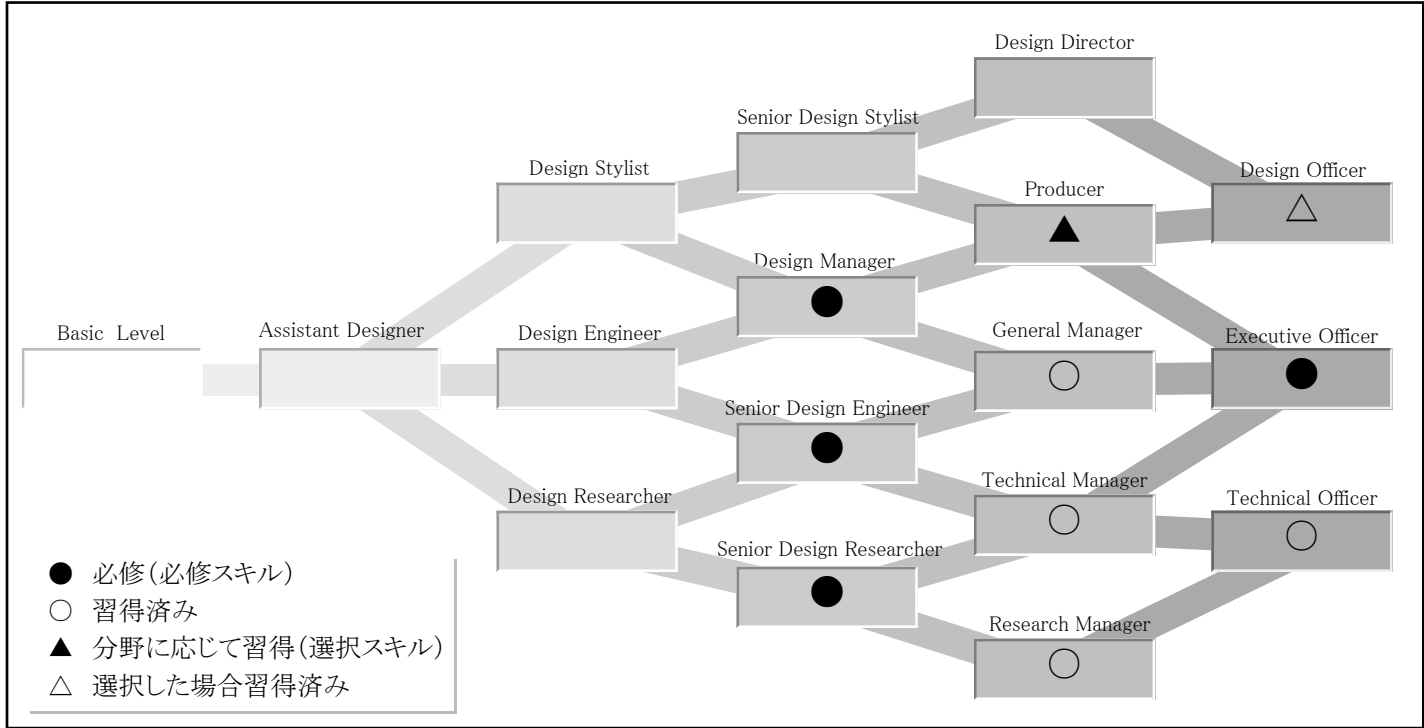 Design Director
Senior Design Stylist
Design Stylist
Design Officer
Producer
▲
△
Design Manager
●
Basic Level
Assistant Designer
Design Engineer
General Manager
○
Executive Officer
●
Senior Design Engineer
●
Design Researcher
Technical Manager
○
Technical Officer
○
Senior Design Researcher
●
Research Manager
○
● 必修(必修スキル)
○ 習得済み
▲ 分野に応じて習得(選択スキル)
△ 選択した場合習得済み